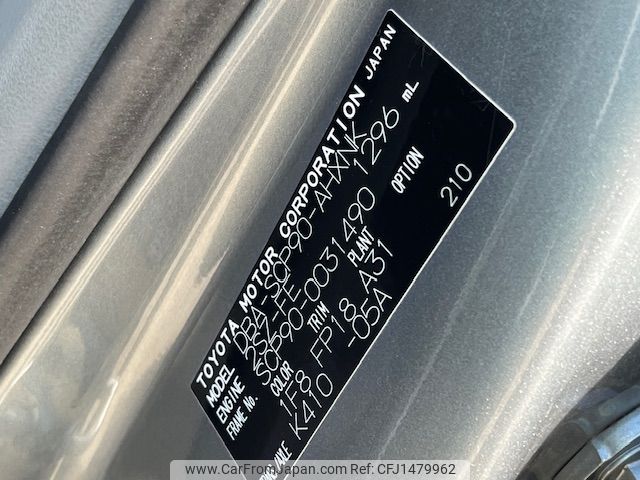 TOYOTA MOTOR CORPORATION JAPAN
MODEL DBA-SCP90-AHXNK
ENGINE 2SZ-FE 1296 mL
FRAME No. SCP90-0031490
COLOR TRIM PLANT OPTION
1F8 FP18 A31 210
K410 -05A
www.CarFromJapan.com | Ref No. CFJ1479962